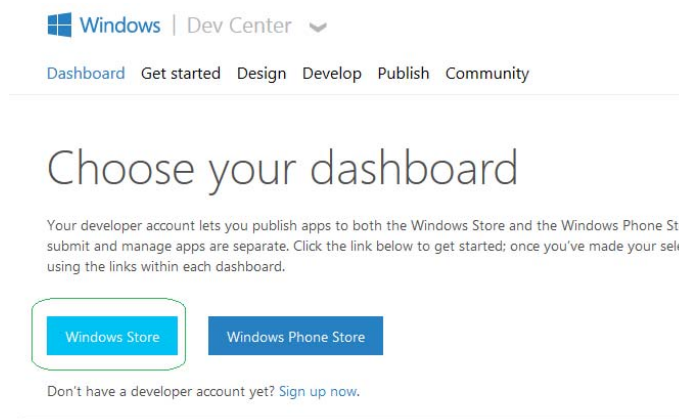 Windows | Dev Center
Dashboard Get started Design Develop Publish Community
Choose your dashboard
Your developer account lets you publish apps to both the Windows Store and the Windows Phone St
submit and manage apps are separate. Click the link below to get started; once you've made your sele
using the links within each dashboard.
Windows Store Windows Phone Store
Don't have a developer account yet? Sign up now.